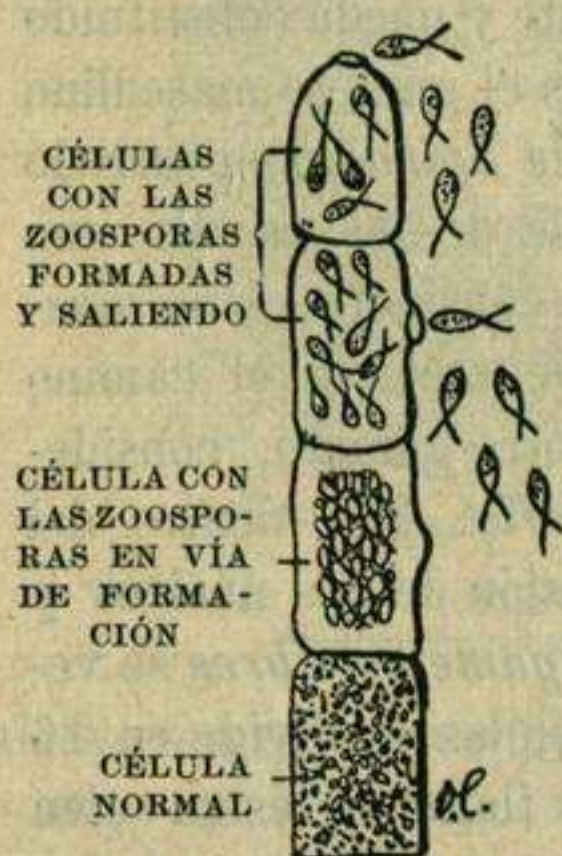 CÉLULAS
CON LAS
ZOOSPORAS
FORMADAS
Y SALIENDO
CÉLULA CON
LAS ZOOSPO-
RAS EN VÍA
DE FORMA-
CIÓN
CÉLULA
NORMAL